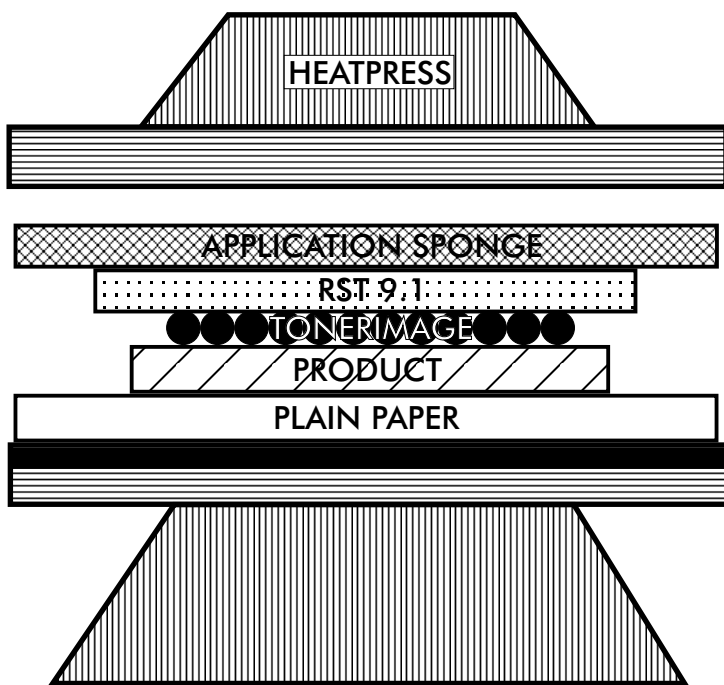 HEATPRESS
APPLICATION SPONGE
RST 9.1
TONERIMAGE
PRODUCT
PLAIN PAPER